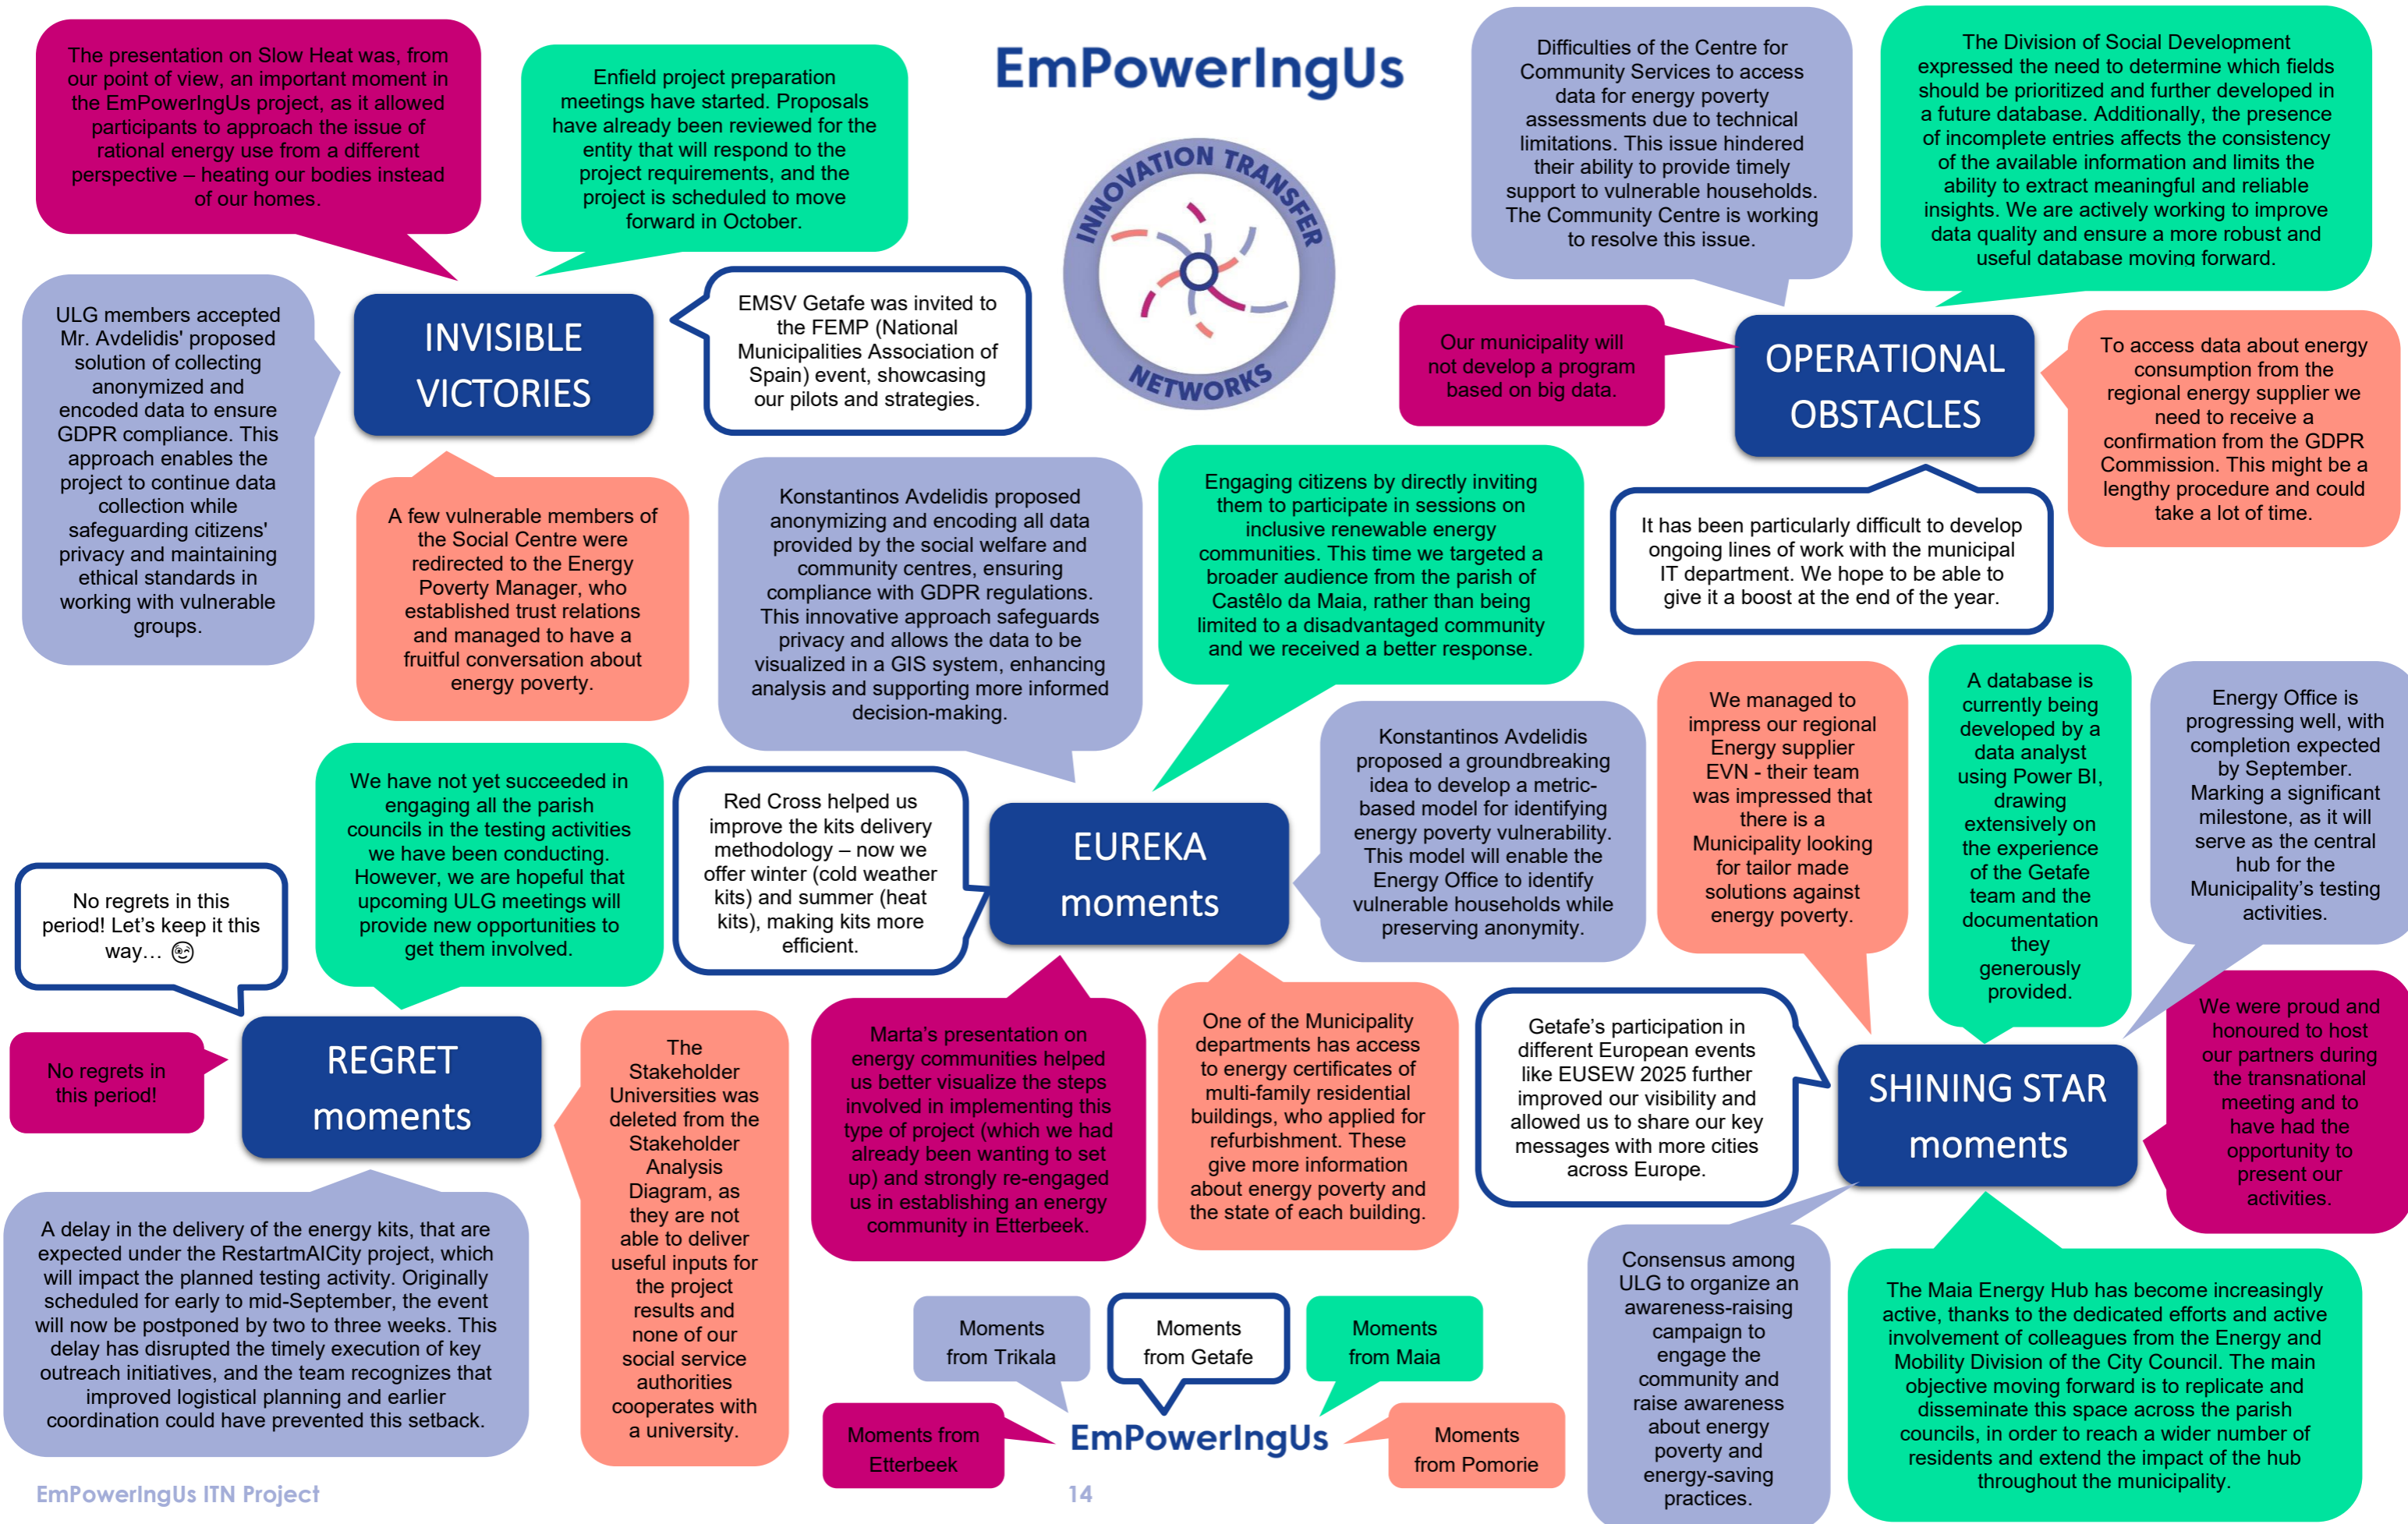 The presentation on Slow Heat was, from
our point of view, an important moment in
the EmPowerIngUs project, as it allowed
participants to approach the issue of
rational energy use from a different
perspective – heating our bodies instead
of our homes.
Enfield project preparation
meetings have started. Proposals
have already been reviewed for the
entity that will respond to the
project requirements, and the
project is scheduled to move
forward in October.
EmPowerIngUs
INNOVATION TRANSFER
NETWORKS
Difficulties of the Centre for
Community Services to access
data for energy poverty
assessments due to technical
limitations. This issue hindered
their ability to provide timely
support to vulnerable households.
The Community Centre is working
to resolve this issue.
The Division of Social Development
expressed the need to determine which fields
should be prioritized and further developed in
a future database. Additionally, the presence
of incomplete entries affects the consistency
of the available information and limits the
ability to extract meaningful and reliable
insights. We are actively working to improve
data quality and ensure a more robust and
useful database moving forward.
ULG members accepted
Mr. Avdelidis' proposed
solution of collecting
anonymized and
encoded data to ensure
GDPR compliance. This
approach enables the
project to continue data
collection while
safeguarding citizens'
privacy and maintaining
ethical standards in
working with vulnerable
groups.
INVISIBLE
VICTORIES
EMSV Getafe was invited to
the FEMP (National
Municipalities Association of
Spain) event, showcasing
our pilots and strategies.
Our municipality will
not develop a program
based on big data.
OPERATIONAL
OBSTACLES
To access data about energy
consumption from the
regional energy supplier we
need to receive a
confirmation from the GDPR
Commission. This might be a
lengthy procedure and could
take a lot of time.
A few vulnerable members of
the Social Centre were
redirected to the Energy
Poverty Manager, who
established trust relations
and managed to have a
fruitful conversation about
energy poverty.
Konstantinos Avdelidis proposed
anonymizing and encoding all data
provided by the social welfare and
community centres, ensuring
compliance with GDPR regulations.
This innovative approach safeguards
privacy and allows the data to be
visualized in a GIS system, enhancing
analysis and supporting more informed
decision-making.
Engaging citizens by directly inviting
them to participate in sessions on
inclusive renewable energy
communities. This time we targeted a
broader audience from the parish of
Castêlo da Maia, rather than being
limited to a disadvantaged community
and we received a better response.
It has been particularly difficult to develop
ongoing lines of work with the municipal
IT department. We hope to be able to
give it a boost at the end of the year.
We have not yet succeeded in
engaging all the parish
councils in the testing activities
we have been conducting.
However, we are hopeful that
upcoming ULG meetings will
provide new opportunities to
get them involved.
Red Cross helped us
improve the kits delivery
methodology – now we
offer winter (cold weather
kits) and summer (heat
kits), making kits more
efficient.
EUREKA
moments
Konstantinos Avdelidis
proposed a groundbreaking
idea to develop a metric-
based model for identifying
energy poverty vulnerability.
This model will enable the
Energy Office to identify
vulnerable households while
preserving anonymity.
We managed to
impress our regional
Energy supplier
EVN - their team
was impressed that
there is a
Municipality looking
for tailor made
solutions against
energy poverty.
A database is
currently being
developed by a
data analyst
using Power BI,
drawing
extensively on
the experience
of the Getafe
team and the
documentation
they
generously
provided.
Energy Office is
progressing well, with
completion expected
by September.
Marking a significant
milestone, as it will
serve as the central
hub for the
Municipality's testing
activities.
No regrets in this
period! Let's keep it this
way… 😉
No regrets in
this period!
REGRET
moments
The
Stakeholder
Universities was
deleted from the
Stakeholder
Analysis
Diagram, as
they are not
able to deliver
useful inputs for
the project
results and
none of our
social service
authorities
cooperates with
a university.
Marta's presentation on
energy communities helped
us better visualize the steps
involved in implementing this
type of project (which we had
already been wanting to set
up) and strongly re-engaged
us in establishing an energy
community in Etterbeek.
One of the Municipality
departments has access
to energy certificates of
multi-family residential
buildings, who applied for
refurbishment. These
give more information
about energy poverty and
the state of each building.
Getafe's participation in
different European events
like EUSEW 2025 further
improved our visibility and
allowed us to share our key
messages with more cities
across Europe.
SHINING STAR
moments
We were proud and
honoured to host
our partners during
the transnational
meeting and to
have had the
opportunity to
present our
activities.
A delay in the delivery of the energy kits, that are
expected under the RestartmAICity project, which
will impact the planned testing activity. Originally
scheduled for early to mid-September, the event
will now be postponed by two to three weeks. This
delay has disrupted the timely execution of key
outreach initiatives, and the team recognizes that
improved logistical planning and earlier
coordination could have prevented this setback.
Consensus among
ULG to organize an
awareness-raising
campaign to
engage the
community and
raise awareness
about energy
poverty and
energy-saving
practices.
The Maia Energy Hub has become increasingly
active, thanks to the dedicated efforts and active
involvement of colleagues from the Energy and
Mobility Division of the City Council. The main
objective moving forward is to replicate and
disseminate this space across the parish
councils, in order to reach a wider number of
residents and extend the impact of the hub
throughout the municipality.
Moments
from Trikala
Moments
from Getafe
Moments
from Maia
Moments from
Etterbeek
EmPowerIngUs
Moments
from Pomorie
EmPowerIngUs ITN Project
14